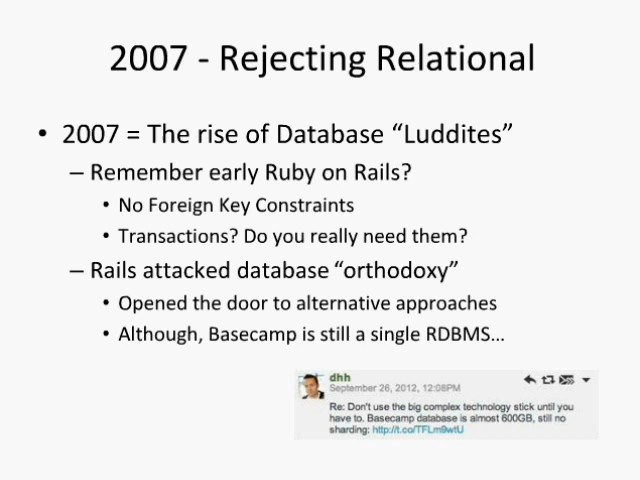 2007 - Rejecting Relational
• 2007 = The rise of Database “Luddites”
– Remember early Ruby on Rails?
• No Foreign Key Constraints
• Transactions? Do you really need them?
– Rails attacked database “orthodoxy”
• Opened the door to alternative approaches
• Although, Basecamp is still a single RDBMS…
dhh
September 26, 2012, 12:08PM
Re: Don't use the big complex technology stick until you
have to. Basecamp database is almost 600GB, still no
sharding: http://t.co/TFLm9wtU